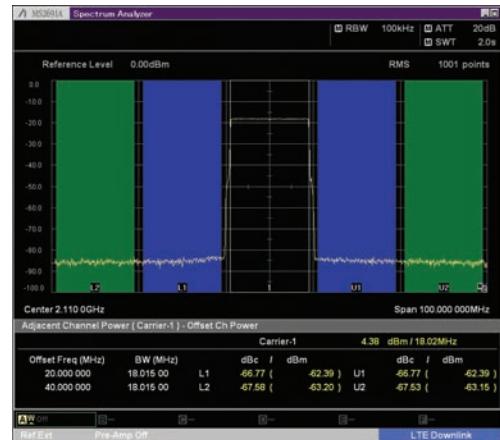 MS2691A Spectrum Analyzer
M RBW 100kHz M ATT 20dB
M SWT 2.0s
Reference Level 0.00dBm RMS 1001 points
0.0
-10.0
-20.0
-30.0
-40.0
-50.0
-60.0
-70.0
-80.0
-90.0
-100.0
L2 L1 1 U1 U2
Center 2.110 0GHz Span 100.000 000MHz
Adjacent Channel Power ( Carrier-1 ) - Offset Ch Power
Carrier-1 4.38 dBm / 18.02MHz
Offset Freq (MHz) BW (MHz) dBc / dBm dBc / dBm
20.000 000 18.015 00 L1 -66.77 ( -62.39 ) U1 -66.77 ( -62.39 )
40.000 000 18.015 00 L2 -67.58 ( -63.20 ) U2 -67.53 ( -63.15 )
Off
Ref.Ext Pre-Amp Off LTE Downlink